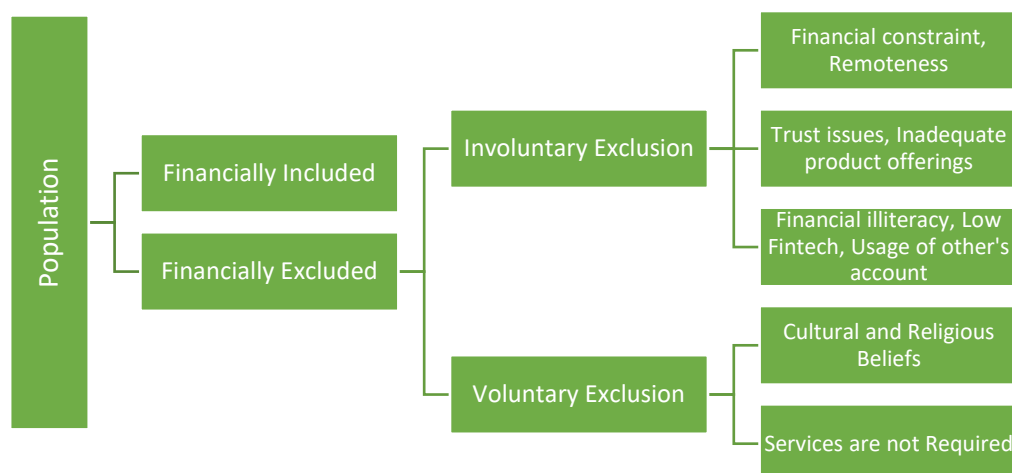 Population
Financially Included
Financially Excluded
Involuntary Exclusion
Voluntary Exclusion
Financial constraint,
Remoteness
Trust issues, Inadequate
product offerings
Financial illiteracy, Low
Fintech, Usage of other's
account
Cultural and Religious
Beliefs
Services are not Required